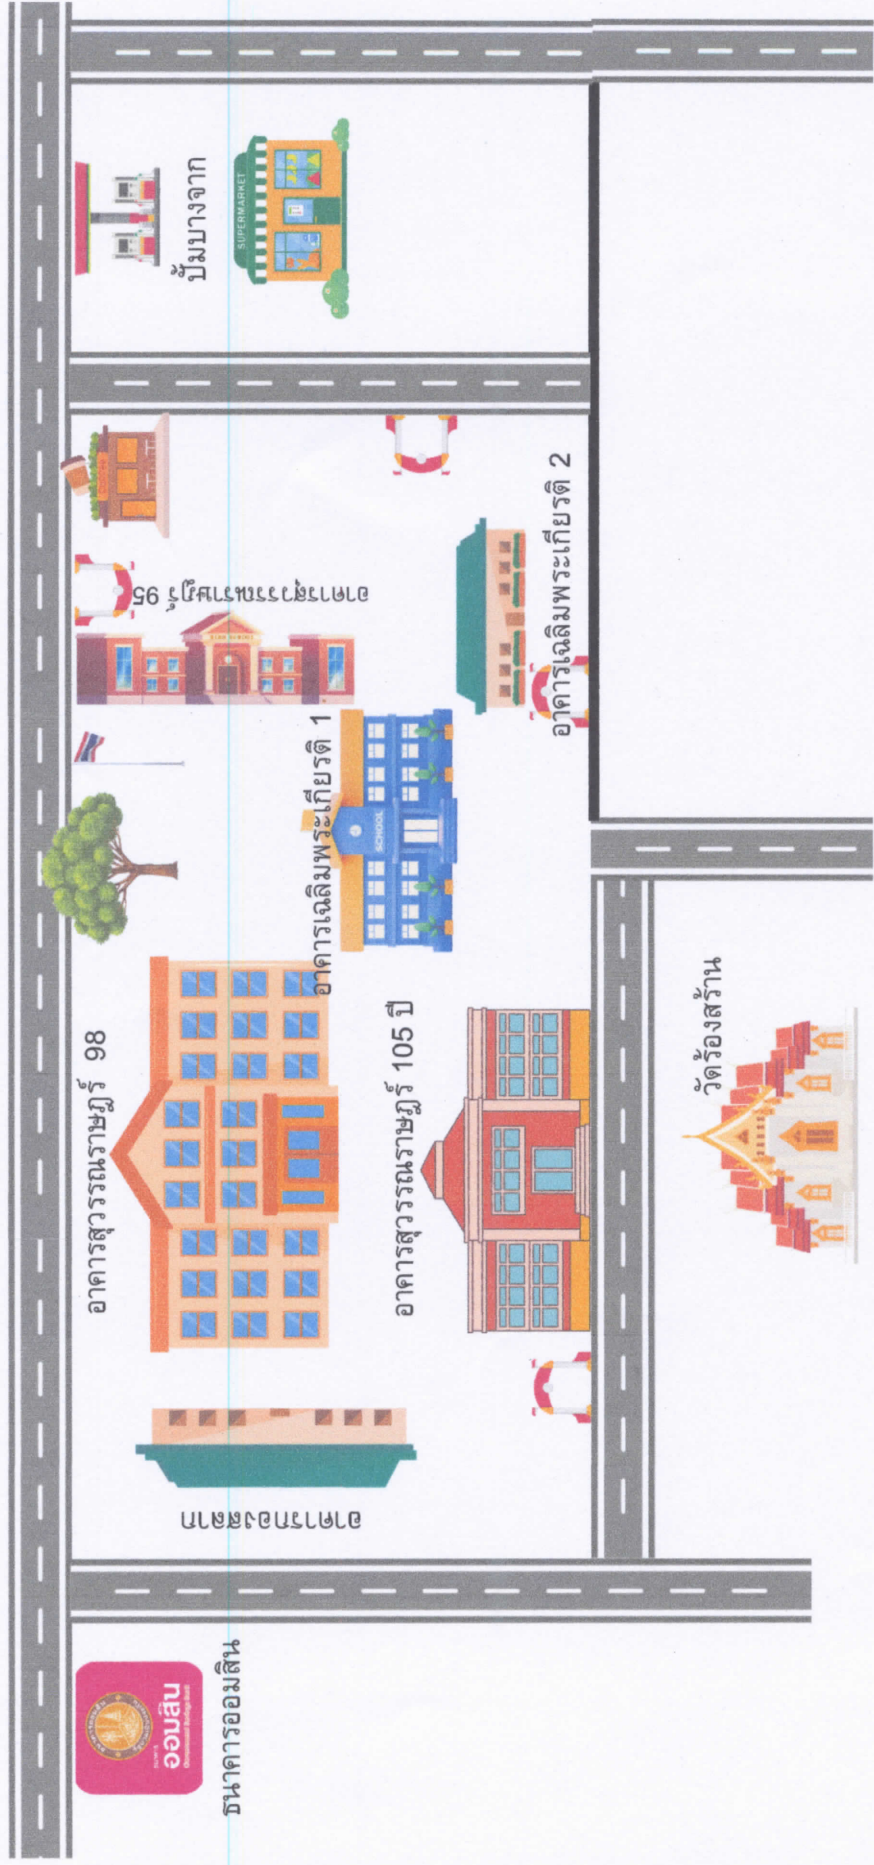 ธนาคารออมสิน
ออมสิน
Government Savings Bank
อาคารกองสลาก
อาคารสุวรรณราษฎร์ 98
อาคารสุวรรณราษฎร์ 105 ปี
วัดร้องสร้าน
อาคารเฉลิมพระเกียรติ 1
SCHOOL
อาคารสุวรรณราษฎร์ 95
อาคารเฉลิมพระเกียรติ 2
ปั๊มบางจาก
SUPERMARKET